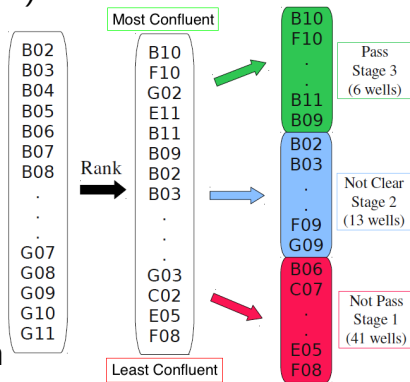 Most Confluent
B02
B03
B04
B05
B06
B07
B08
.
.
.
G07
G08
G09
G10
G11
Rank
B10
F10
G02
E11
B11
B09
B02
B03
.
.
.
G03
C02
E05
F08
Least Confluent
B10
F10
.
.
B11
B09
B02
B03
.
.
F09
G09
B06
C07
.
.
E05
F08
Pass
Stage 3
(6 wells)
Not Clear
Stage 2
(13 wells)
Not Pass
Stage 1
(41 wells)